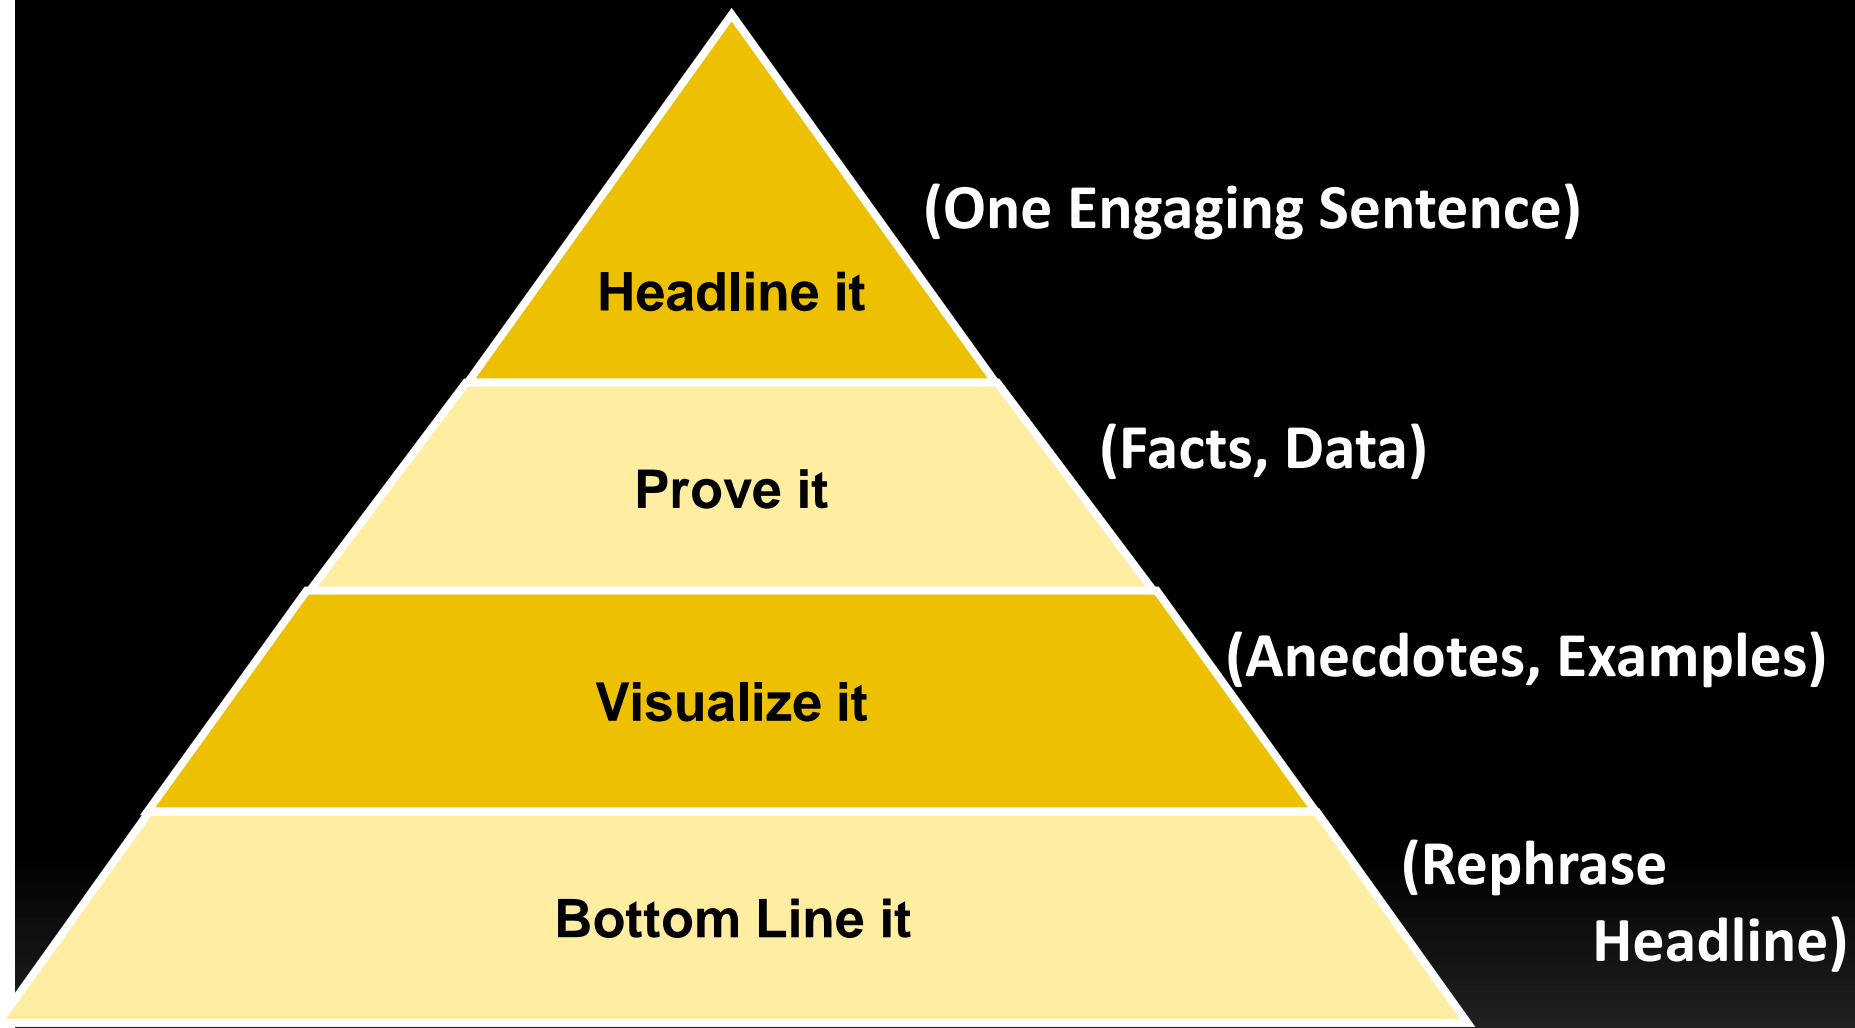 (One Engaging Sentence)
Headline it
(Facts, Data)
Prove it
(Anecdotes, Examples)
Visualize it
(Rephrase
Headline)
Bottom Line it